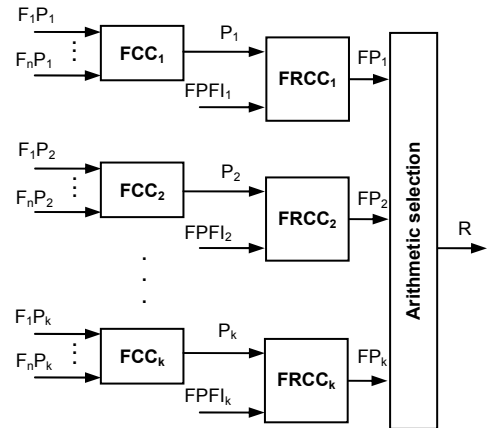 F₁P₁
FₙP₁
FCC₁
P₁
FPFI₁
FRCC₁
FP₁
F₁P₂
FₙP₂
FCC₂
P₂
FPFI₂
FRCC₂
FP₂
F₁Pₖ
FₙPₖ
FCCₖ
Pₖ
FPFIₖ
FRCCₖ
FPₖ
Arithmetic selection
R